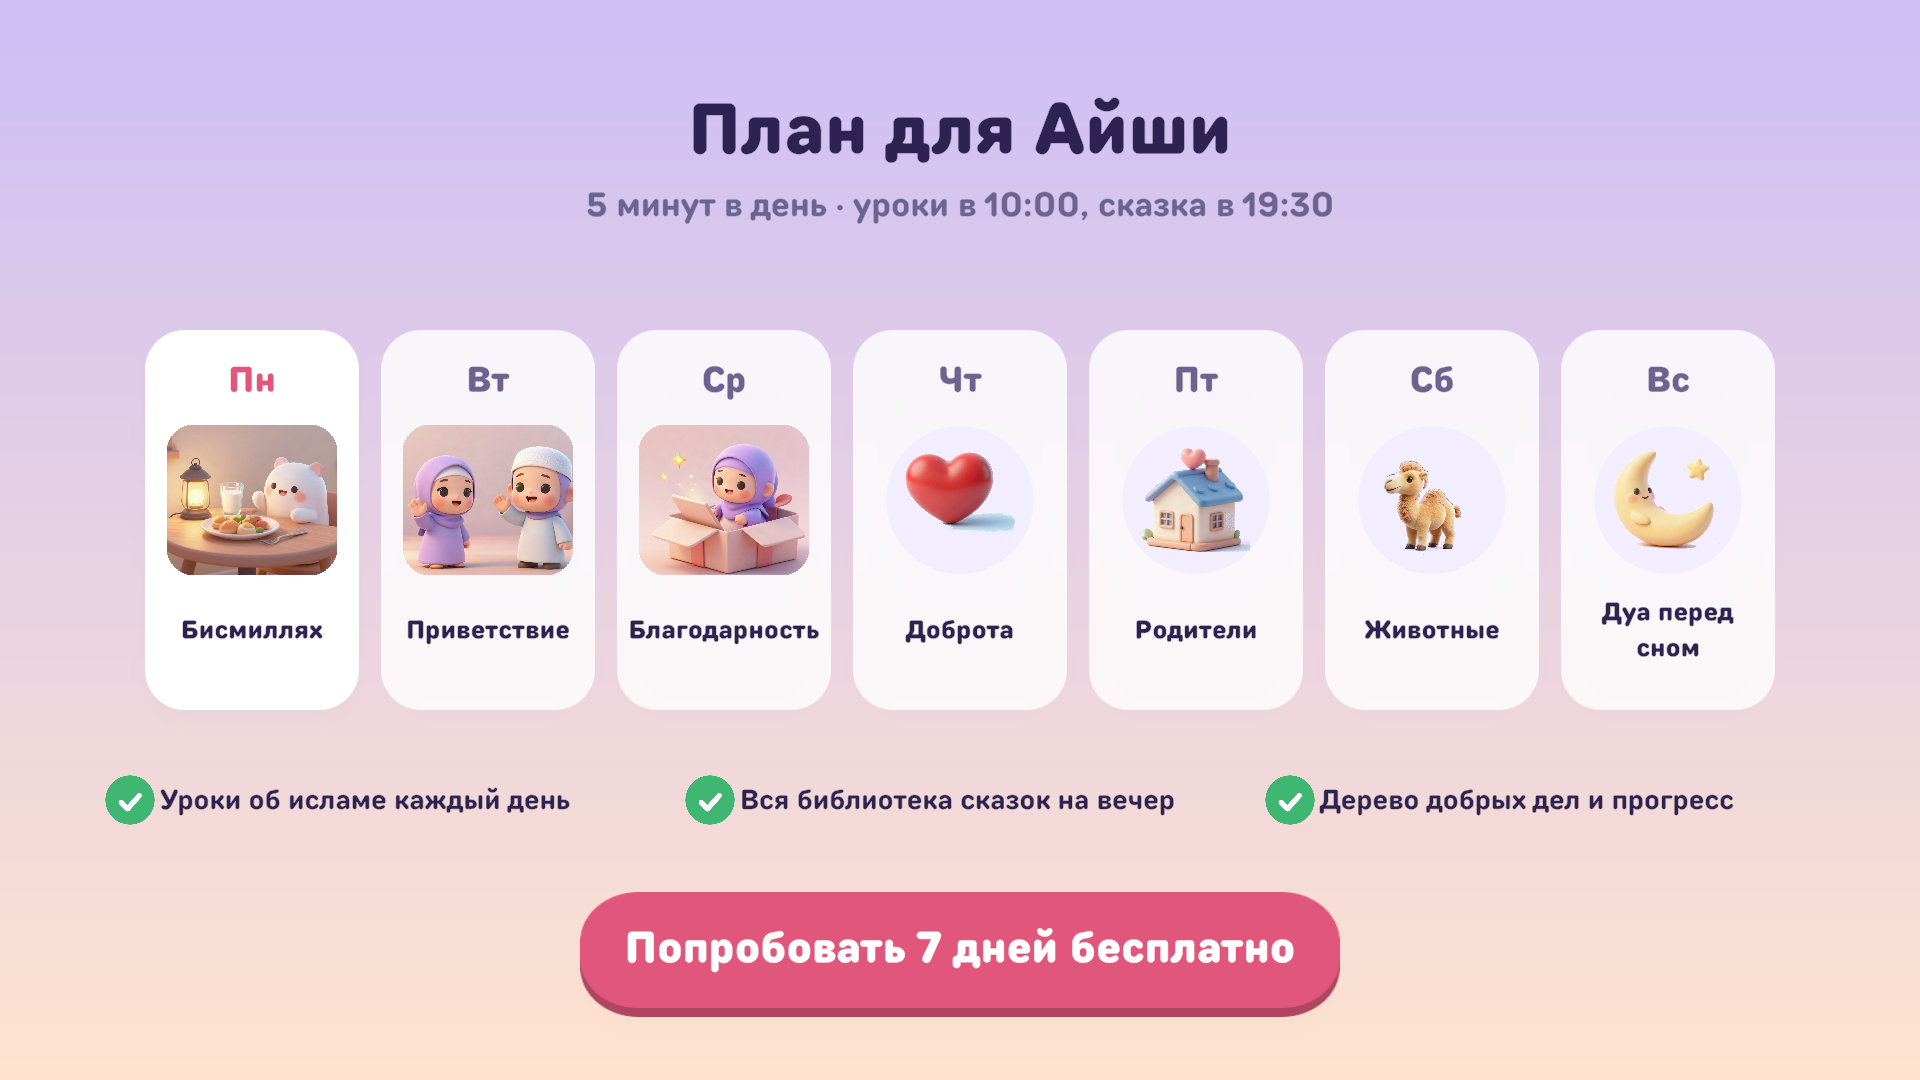 План для Айши
5 минут в день · уроки в 10:00, сказка в 19:30
Пн
Вт
Ср
Чт
Пт
Сб
Вс
Бисмиллях
Приветствие
Благодарность
Доброта
Родители
Животные
Дуа перед
сном
Уроки об исламе каждый день
Вся библиотека сказок на вечер
Дерево добрых дел и прогресс
Попробовать 7 дней бесплатно